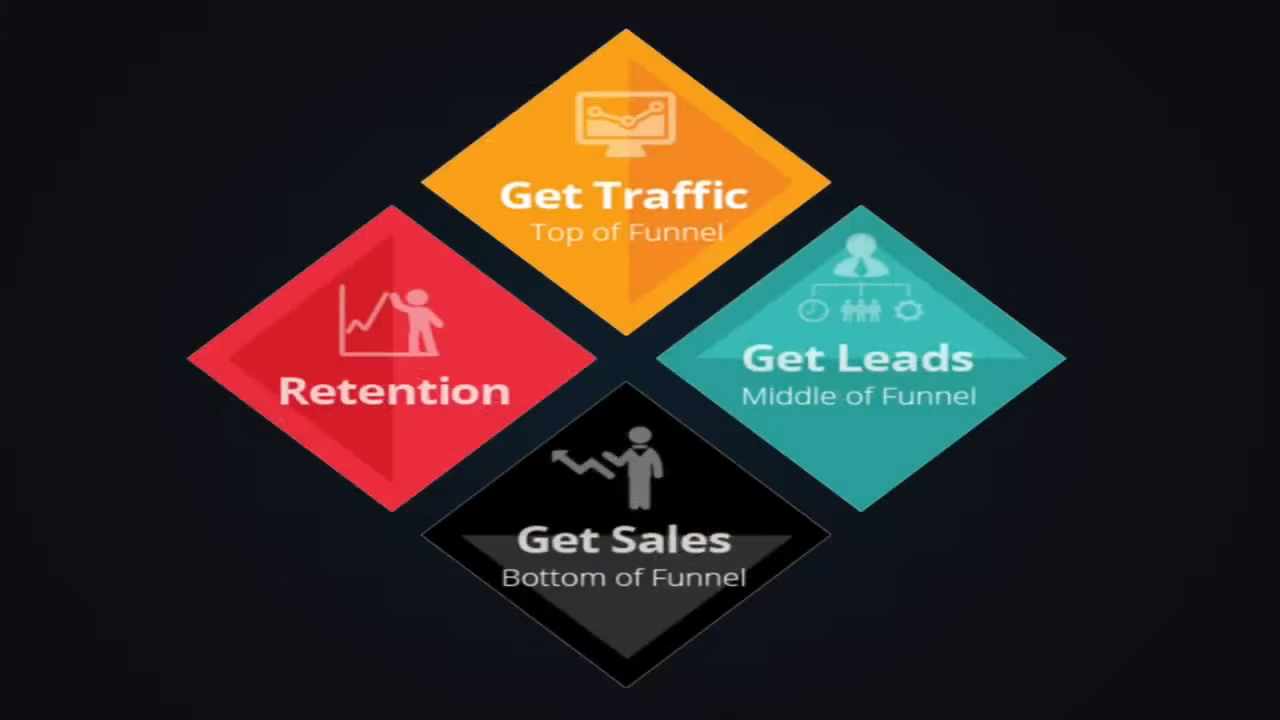 Get Traffic
Top of Funnel
Get Leads
Middle of Funnel
Retention
Get Sales
Bottom of Funnel